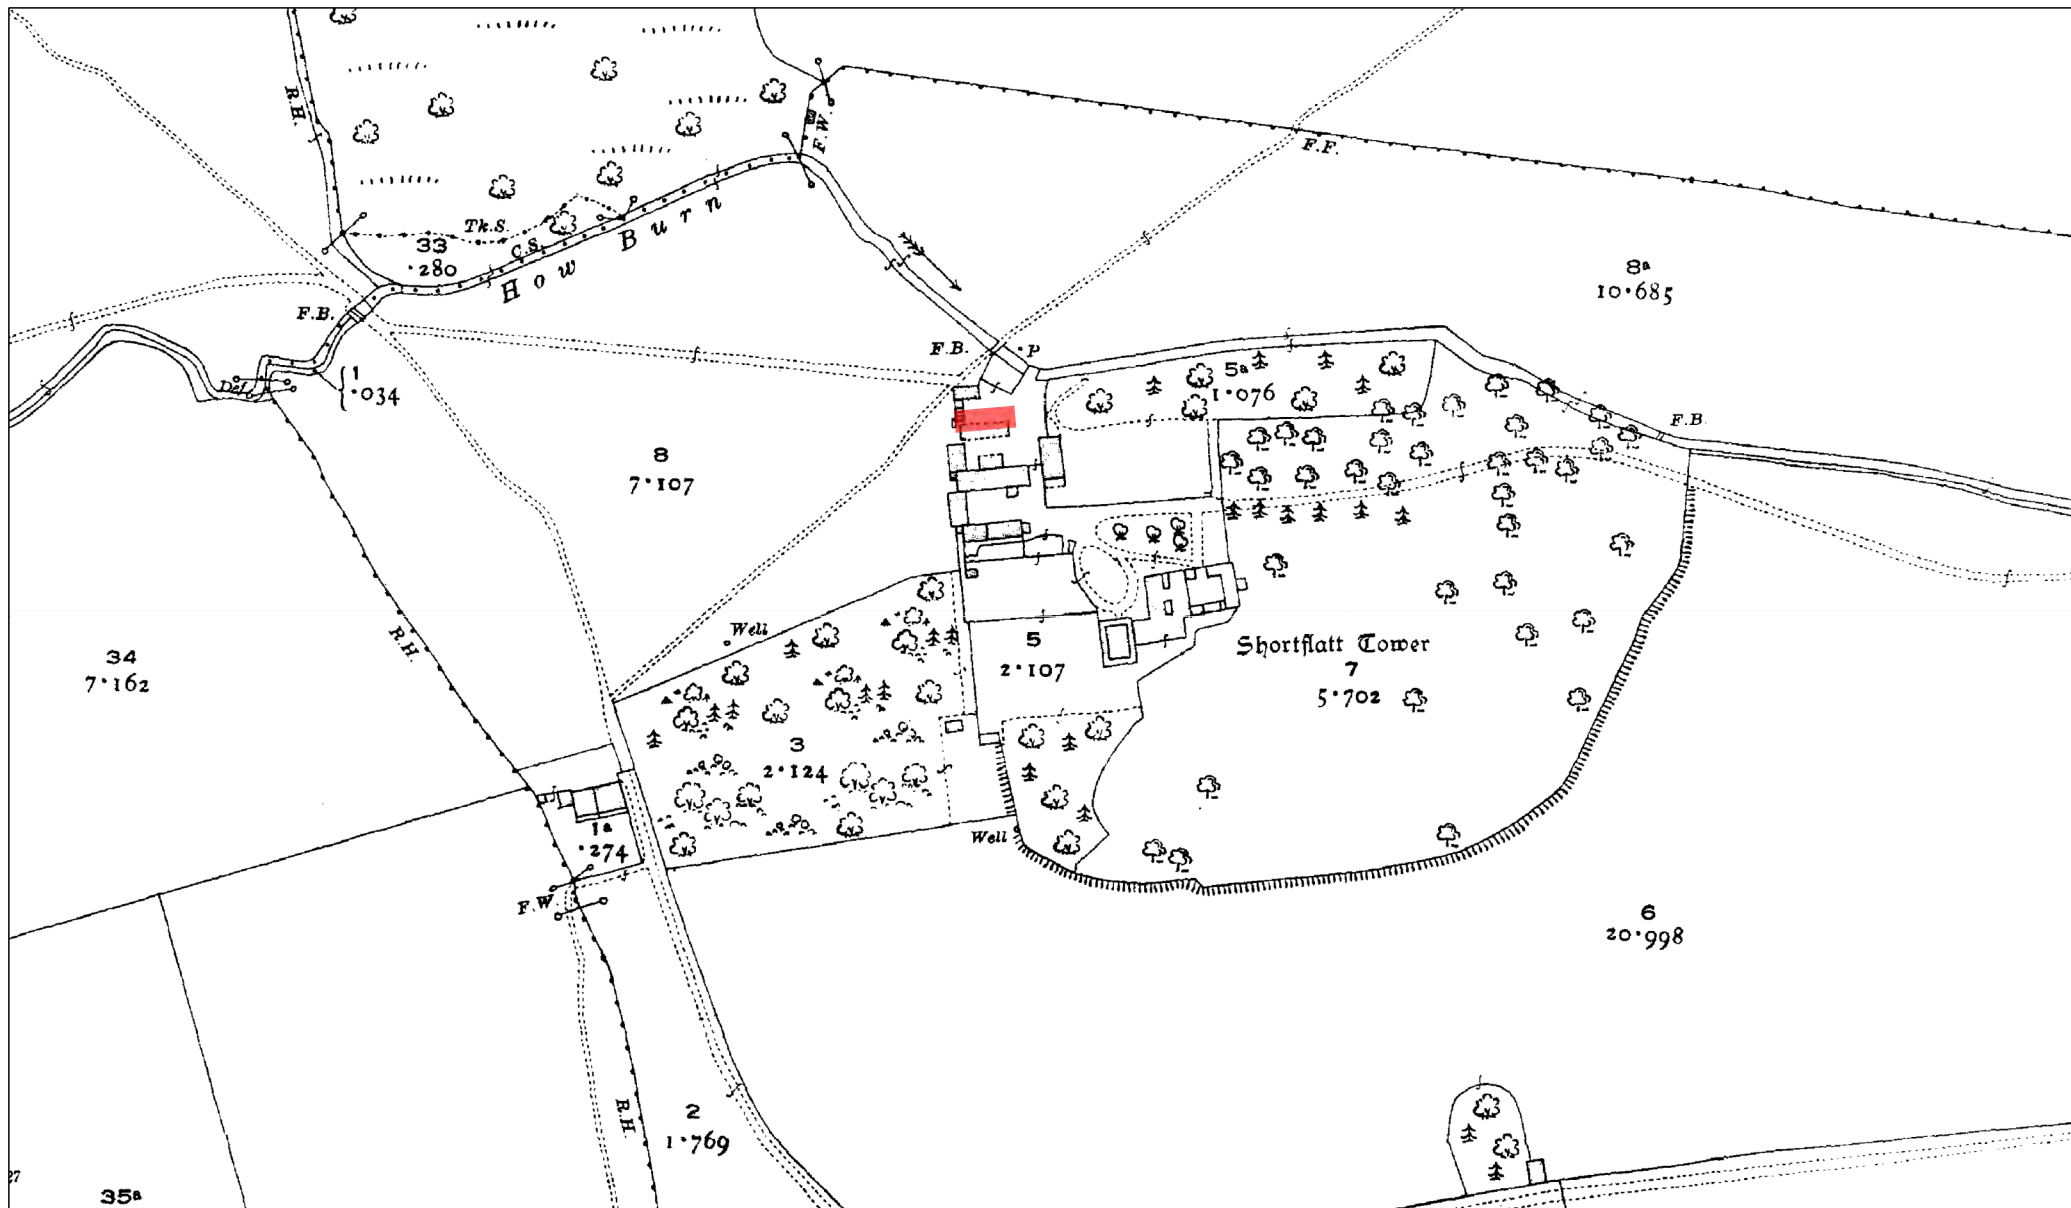 R.H.
F.W.
F.F.
Tk.S.
C.S.
33
·280
How Burn
8a
10·685
F.B.
F.B.
P
5a
1·076
Def.
1
·034
F.B.
8
7·107
Well
34
7·162
R.H.
5
2·107
Shortflatt Tower
7
5·702
3
2·124
1a
·274
Well
F.W.
6
20·998
R.H.
2
1·769
27
35a